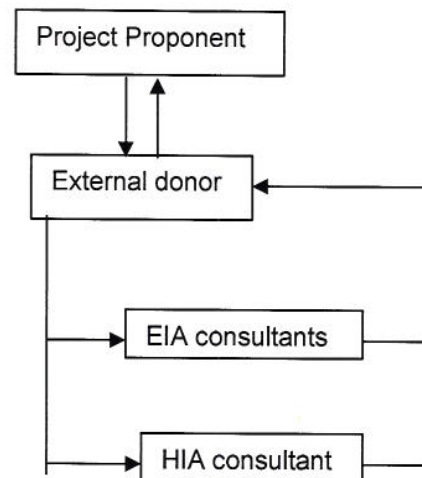 Project Proponent
External donor
EIA consultants
HIA consultant